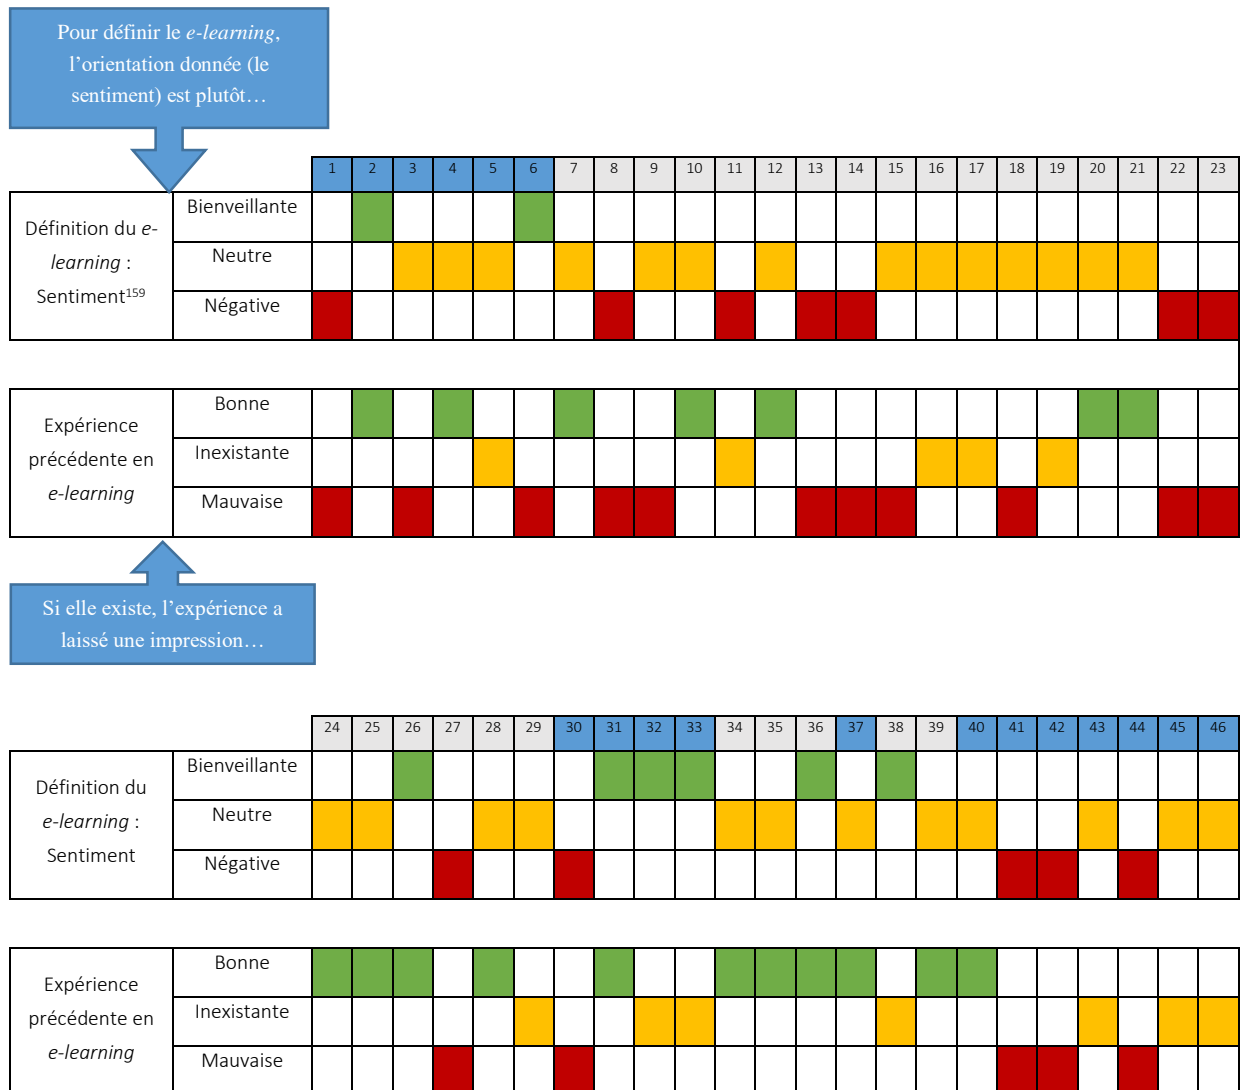 Pour définir le e-learning,
l’orientation donnée (le
sentiment) est plutôt…
1 2 3 4 5 6 7 8 9 10 11 12 13 14 15 16 17 18 19 20 21 22 23
Définition du e-
learning :
Sentiment159
Bienveillante
Neutre
Négative
Expérience
précédente en
e-learning
Bonne
Inexistante
Mauvaise
Si elle existe, l’expérience a
laissé une impression…
24 25 26 27 28 29 30 31 32 33 34 35 36 37 38 39 40 41 42 43 44 45 46
Définition du
e-learning :
Sentiment
Bienveillante
Neutre
Négative
Expérience
précédente en
e-learning
Bonne
Inexistante
Mauvaise